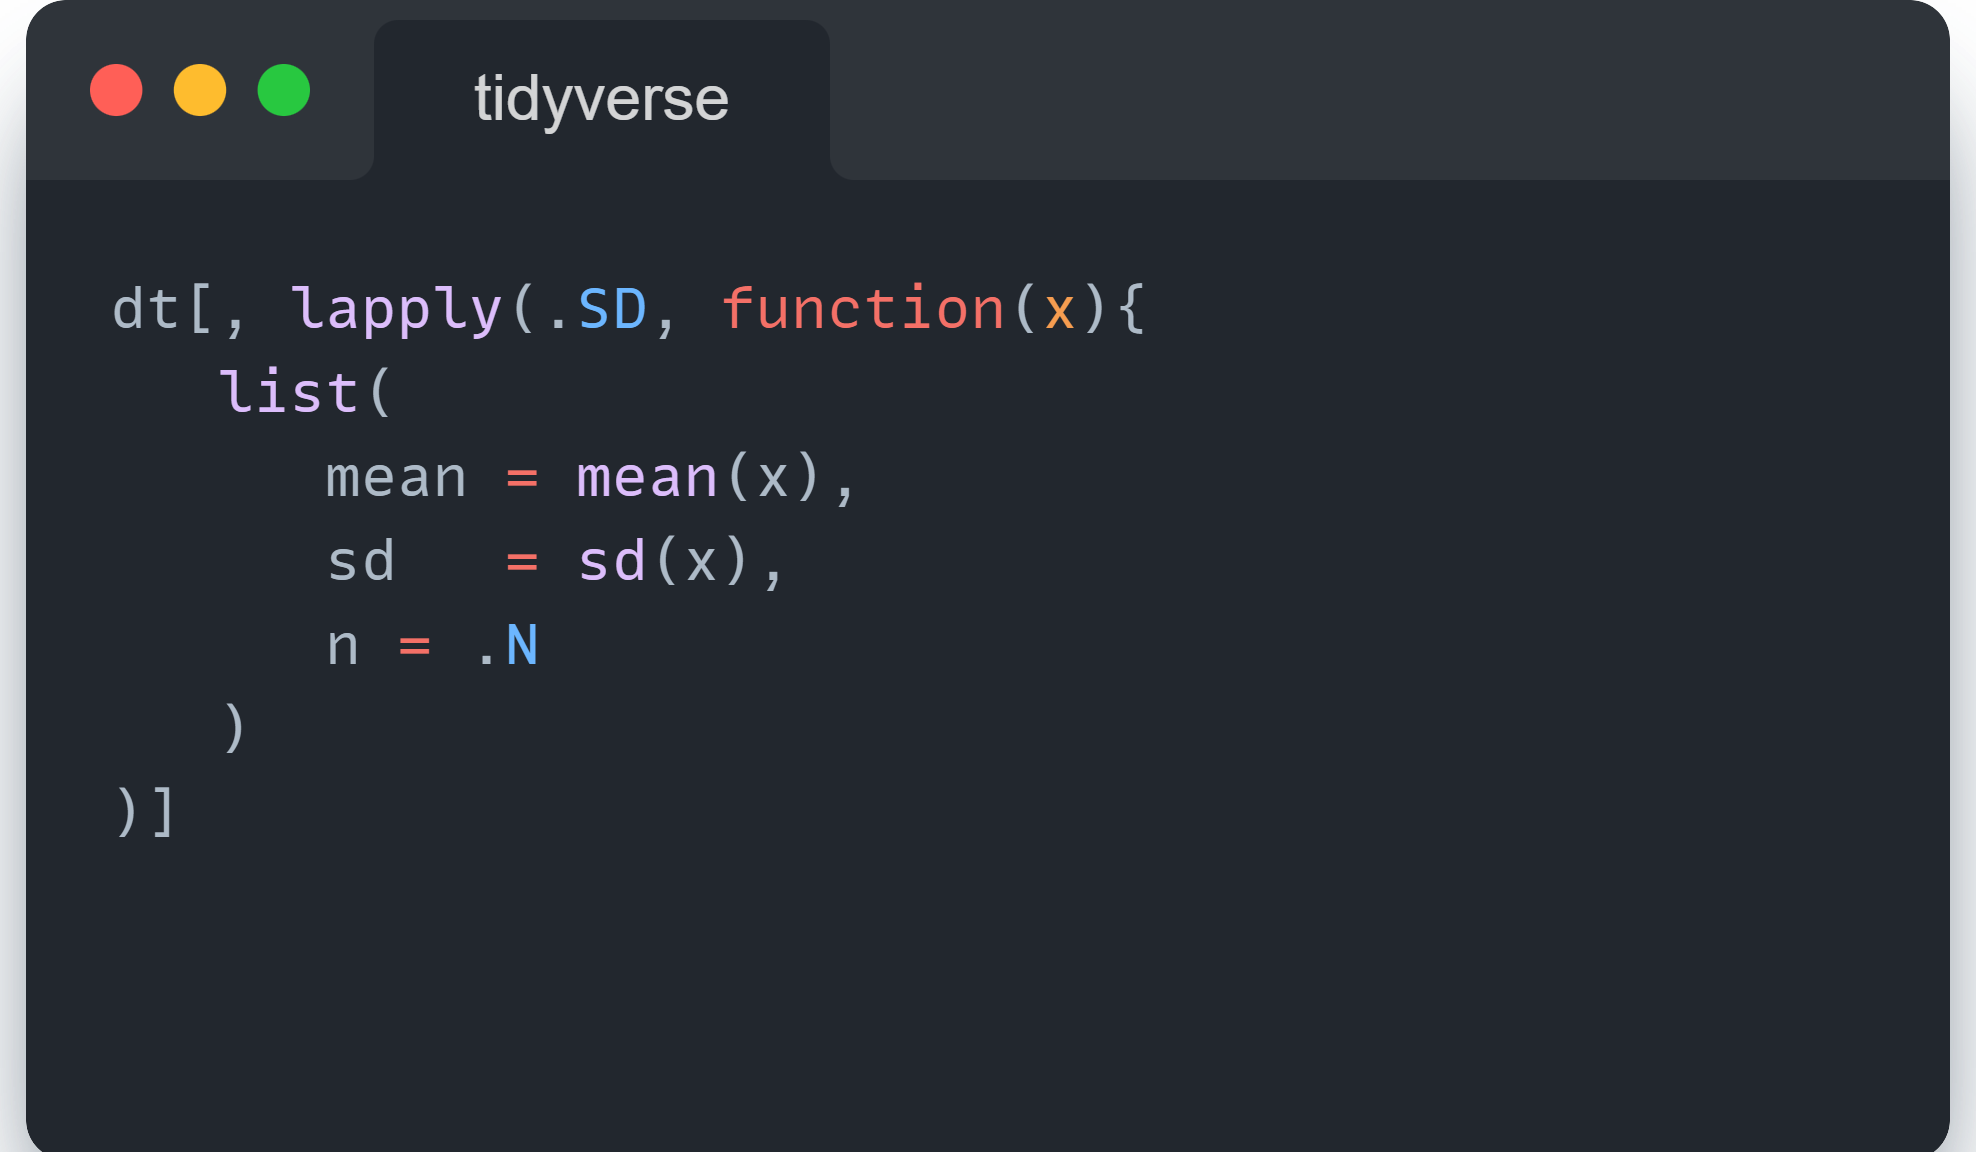 tidyverse
dt[, lapply(.SD, function(x){
   list(
      mean = mean(x),
      sd   = sd(x),
      n = .N
   )
)]